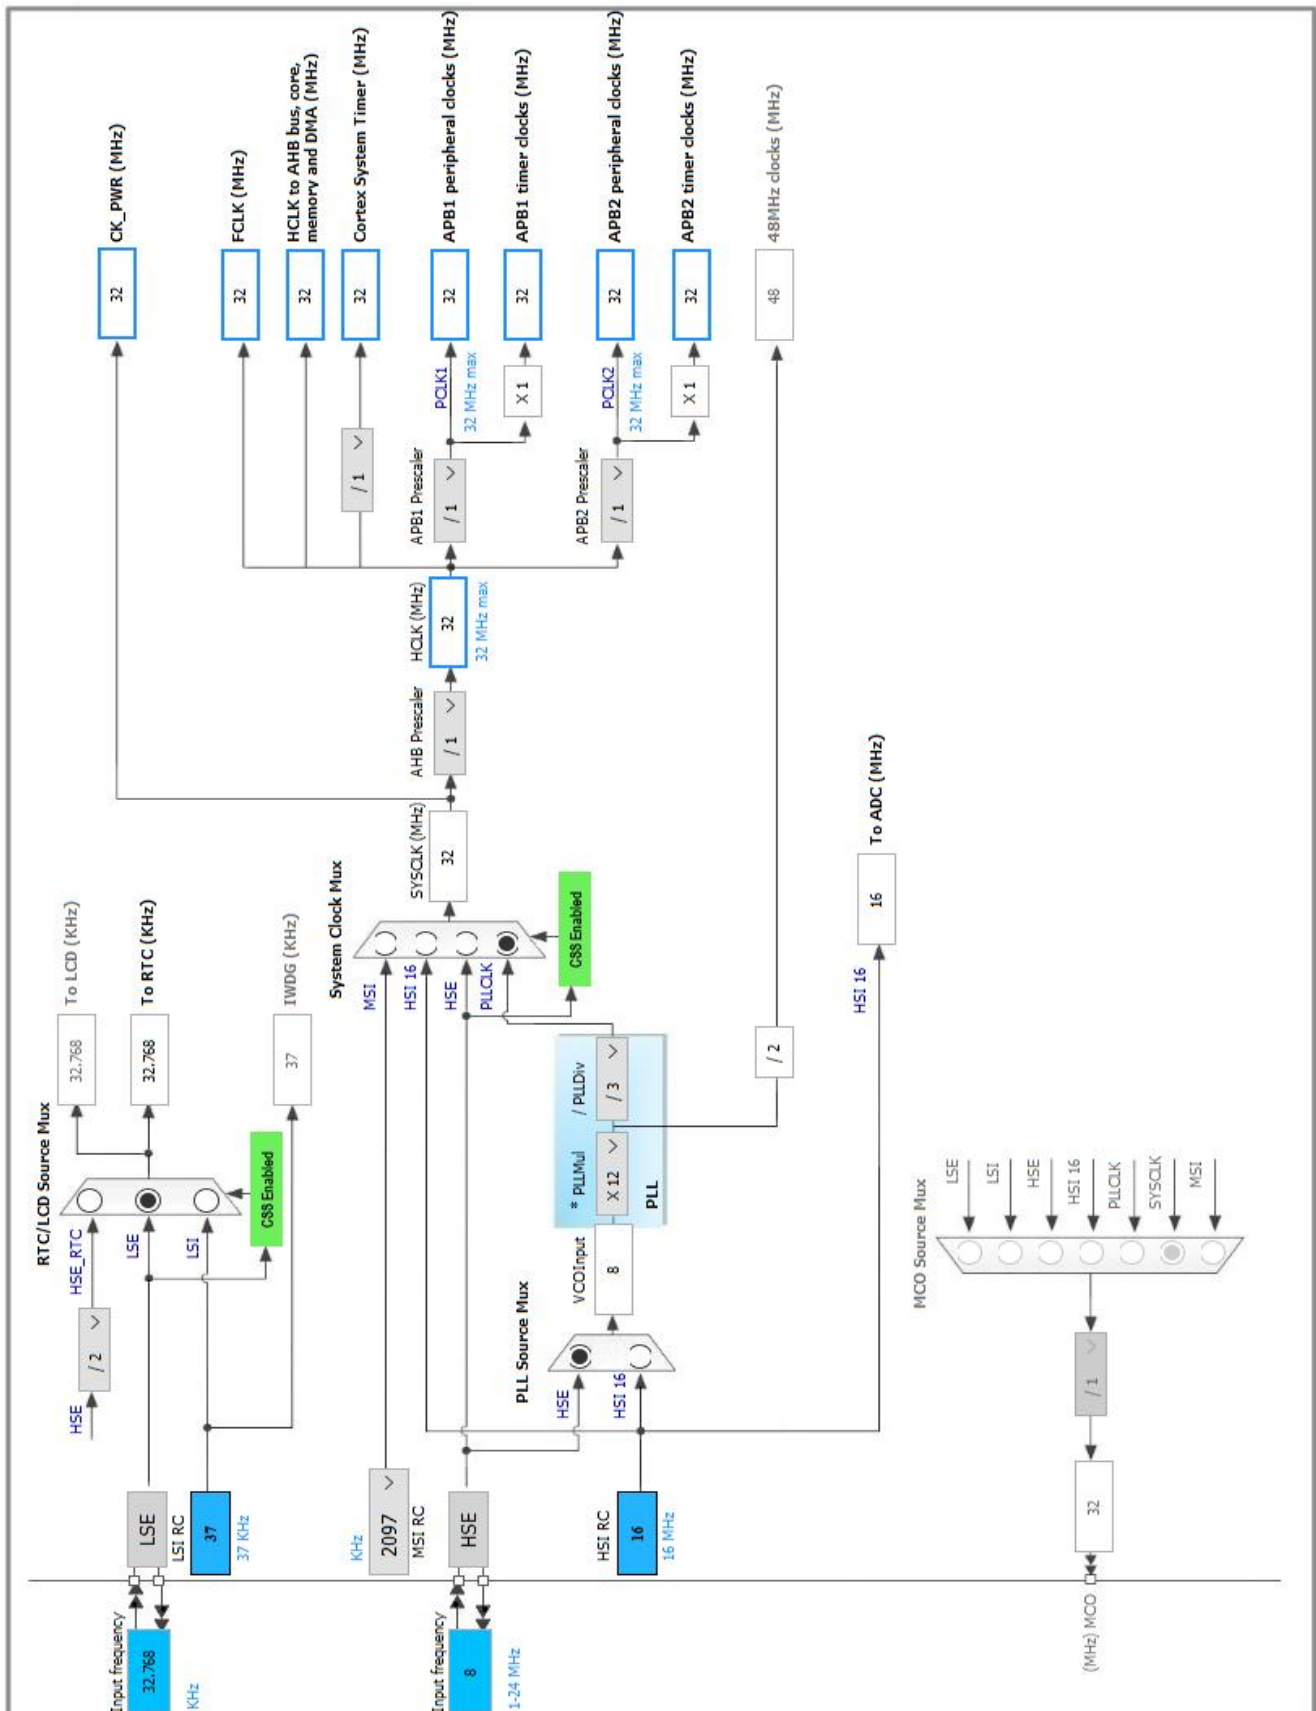 RTC/LCD Source Mux
HSE
/ 2
HSE_RTC
To LCD (KHz)
32.768
Input frequency
32.768
KHz
LSE
LSE
To RTC (KHz)
32.768
LSI RC
37
37 KHz
LSI
CSS Enabled
IWDG (KHz)
37
CK_PWR (MHz)
32
System Clock Mux
KHz
2097
MSI RC
MSI
HSI 16
HSE
PLLCLK
Input frequency
8
1-24 MHz
HSE
SYSCLK (MHz)
32
AHB Prescaler
/ 1
HCLK (MHz)
32
32 MHz max
FCLK (MHz)
32
HCLK to AHB bus, core,
memory and DMA (MHz)
32
/ 1
Cortex System Timer (MHz)
32
APB1 Prescaler
/ 1
PCLK1
32 MHz max
APB1 peripheral clocks (MHz)
32
X 1
APB1 timer clocks (MHz)
32
APB2 Prescaler
/ 1
PCLK2
32 MHz max
APB2 peripheral clocks (MHz)
32
X 1
APB2 timer clocks (MHz)
32
CSS Enabled
PLL Source Mux
HSE
HSI 16
HSI RC
16
16 MHz
VCOInput
8
* PLLMul
X 12
/ PLLDiv
/ 3
PLL
/ 2
48
48MHz clocks (MHz)
HSI 16
16
To ADC (MHz)
MCO Source Mux
LSE
LSI
HSE
HSI 16
PLLCLK
SYSCLK
MSI
/ 1
32
(MHz) MCO